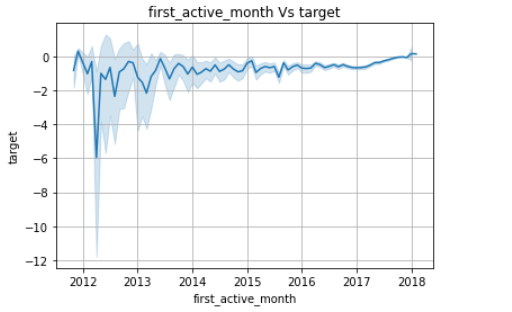 first_active_month Vs target
0
−2
−4
−6
−8
−10
−12
target
2012 2013 2014 2015 2016 2017 2018
first_active_month